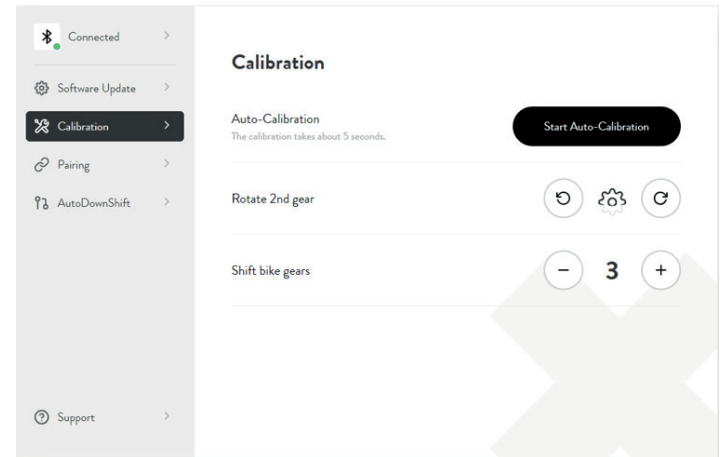 Connected
Software Update
Calibration
Pairing
AutoDownShift
Support
Calibration
Auto-Calibration
The calibration takes about 5 seconds.
Start Auto-Calibration
Rotate 2nd gear
Shift bike gears
− 3 +